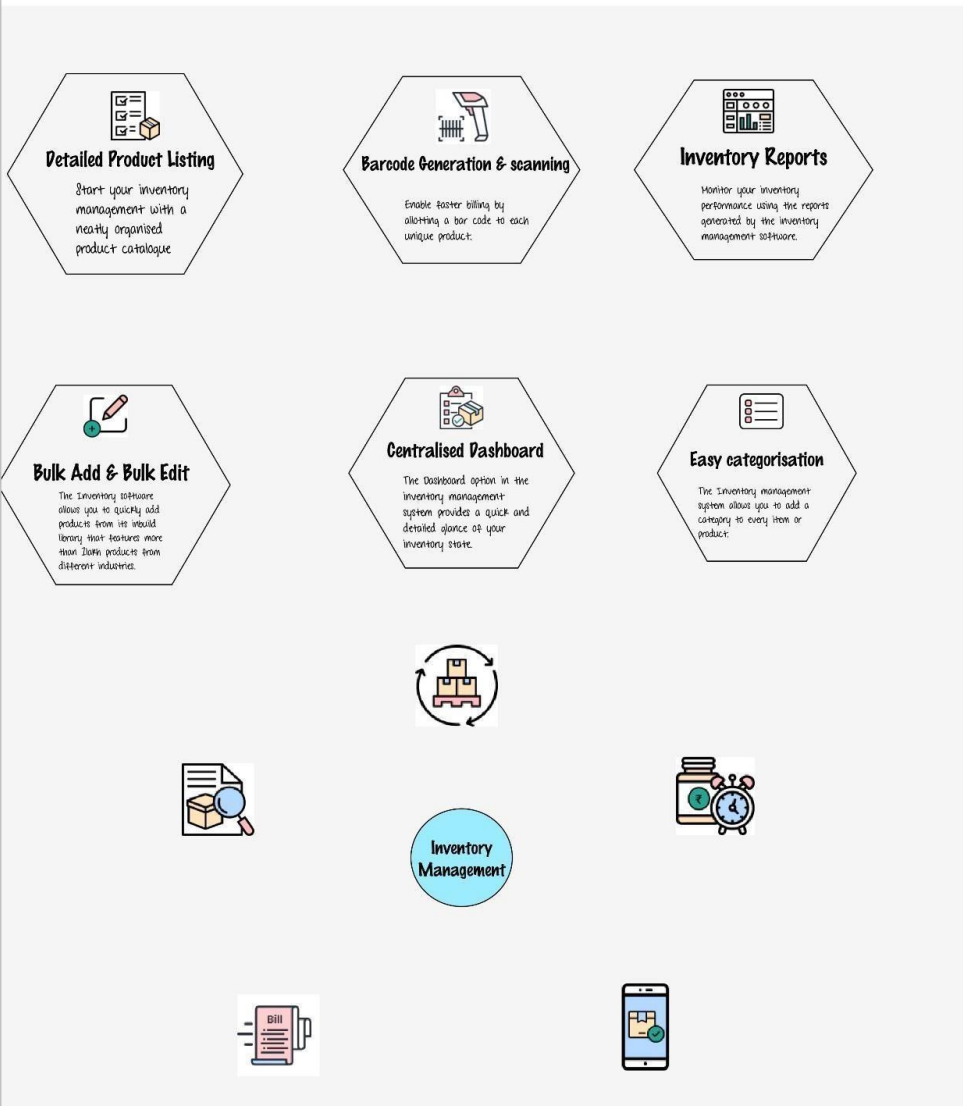 Detailed Product Listing
Start your inventory
management with a
neatly organised
product catalogue
Barcode Generation & scanning
Enable faster billing by
allotting a bar code to each
unique product.
Inventory Reports
Monitor your inventory
performance using the reports
generated by the inventory
management software.
Bulk Add & Bulk Edit
The Inventory software
allows you to quickly add
products from its inbuild
library that features more
than 1lakh products from
different industries.
Centralised Dashboard
The Dashboard option in the
inventory management
system provides a quick and
detailed glance of your
inventory state.
Easy categorisation
The Inventory management
system allows you to add a
category to every item or
product.
₹
Inventory
Management
Bill